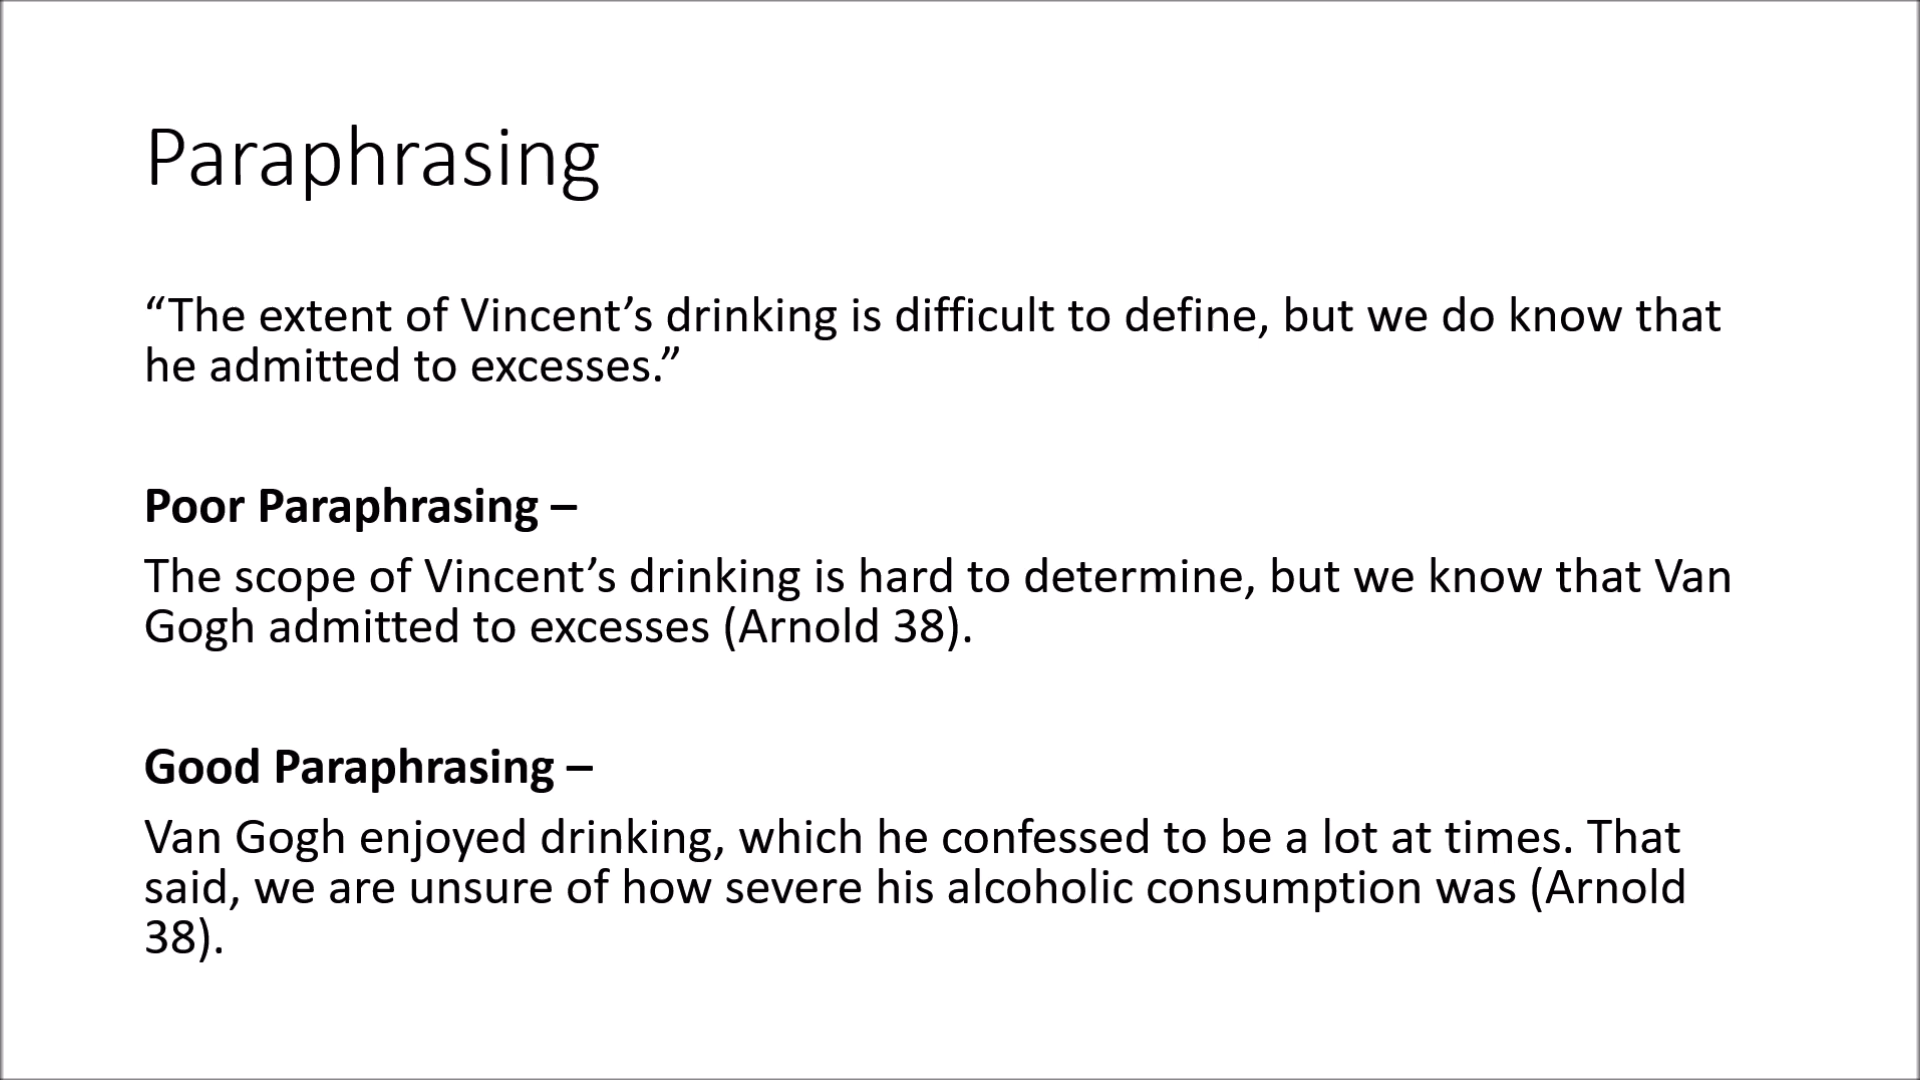 Paraphrasing
“The extent of Vincent’s drinking is difficult to define, but we do know that
he admitted to excesses.”
Poor Paraphrasing –
The scope of Vincent’s drinking is hard to determine, but we know that Van
Gogh admitted to excesses (Arnold 38).
Good Paraphrasing –
Van Gogh enjoyed drinking, which he confessed to be a lot at times. That
said, we are unsure of how severe his alcoholic consumption was (Arnold
38).